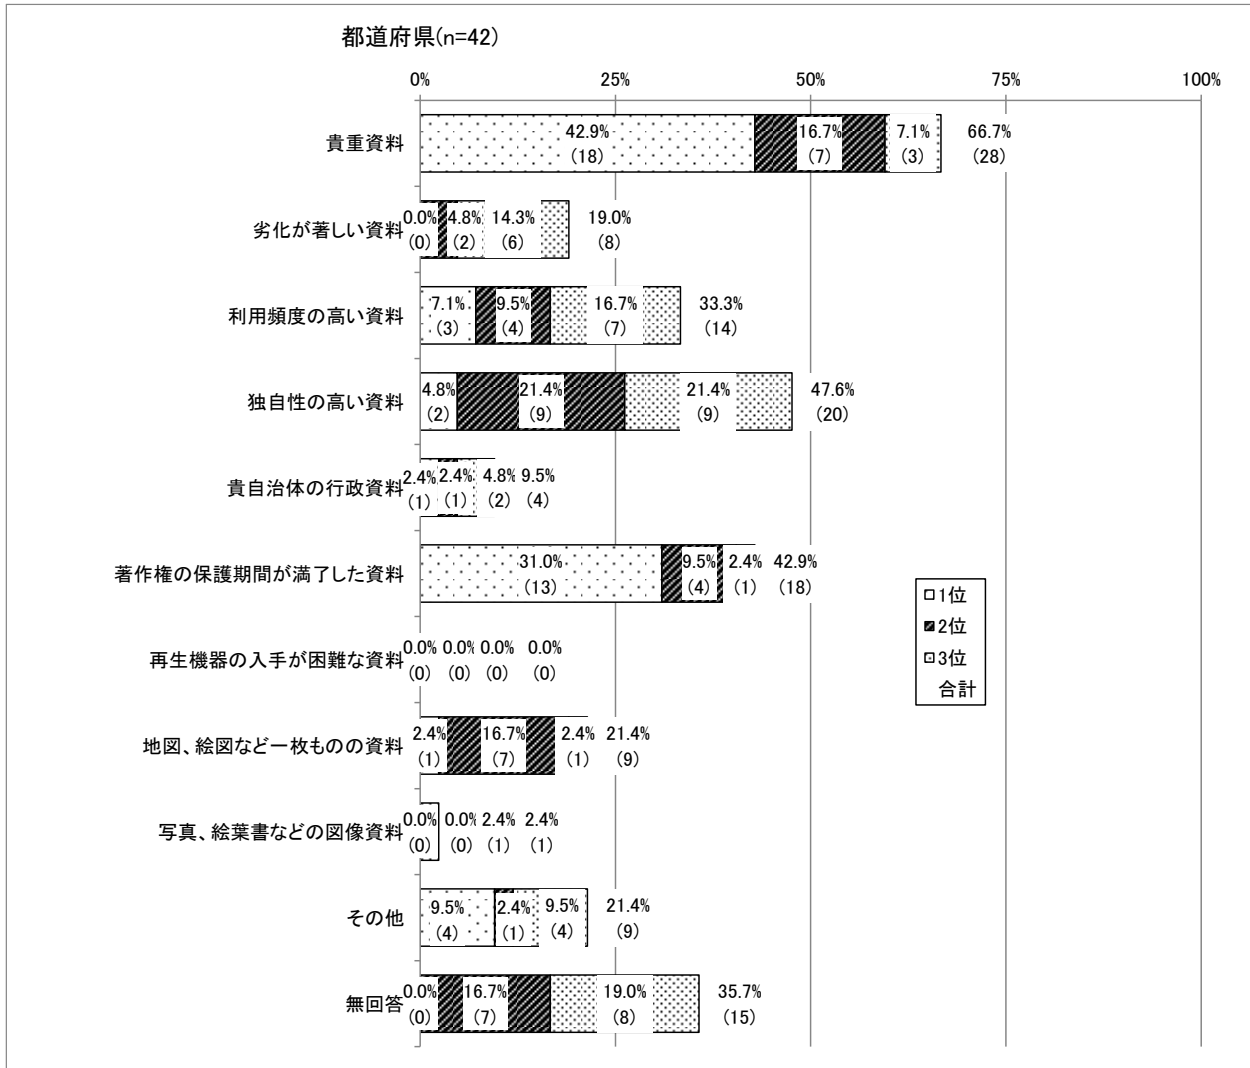 都道府県(n=42)
0% 25% 50% 75% 100%
貴重資料 42.9% 16.7% 7.1% 66.7%
(18) (7) (3) (28)
劣化が著しい資料 0.0% 4.8% 14.3% 19.0%
(0) (2) (6) (8)
利用頻度の高い資料 7.1% 9.5% 16.7% 33.3%
(3) (4) (7) (14)
独自性の高い資料 4.8% 21.4% 21.4% 47.6%
(2) (9) (9) (20)
貴自治体の行政資料 2.4% 2.4% 4.8% 9.5%
(1) (1) (2) (4)
著作権の保護期間が満了した資料 31.0% 9.5% 2.4% 42.9%
(13) (4) (1) (18)
再生機器の入手が困難な資料 0.0% 0.0% 0.0% 0.0%
(0) (0) (0) (0)
地図、絵図など一枚ものの資料 2.4% 16.7% 2.4% 21.4%
(1) (7) (1) (9)
写真、絵葉書などの図像資料 0.0% 0.0% 2.4% 2.4%
(0) (0) (1) (1)
その他 9.5% 2.4% 9.5% 21.4%
(4) (1) (4) (9)
無回答 0.0% 16.7% 19.0% 35.7%
(0) (7) (8) (15)
1位
2位
3位
合計